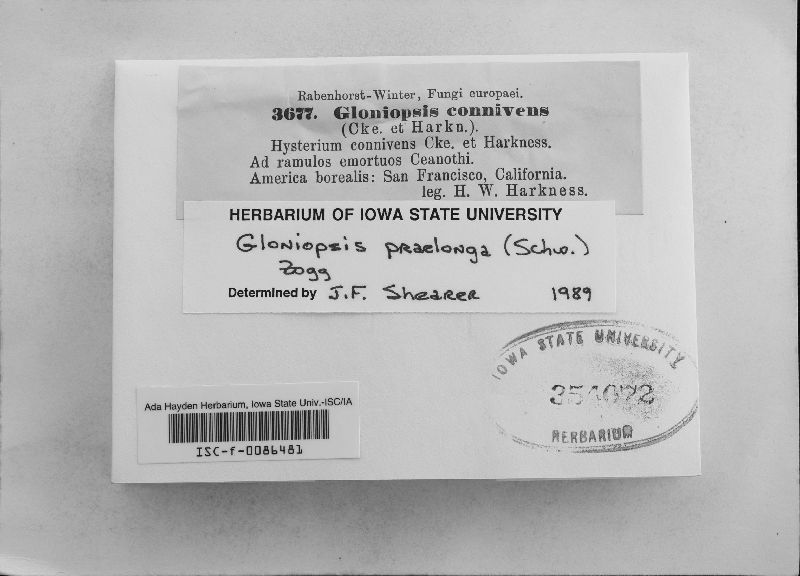 Rabenhorst-Winter, Fungi europaei.
3677. Gloniopsis connivens
(Cke. et Harkn.).
Hysterium connivens Cke. et Harkness.
Ad ramulos emortuos Ceanothi.
America borealis: San Francisco, California.
leg. H. W. Harkness.
HERBARIUM OF IOWA STATE UNIVERSITY
Gloniopsis praelonga (Schw.)
Zogg
Determined by J.F. Shearer 1989
IOWA STATE UNIVERSITY
HERBARIUM
Ada Hayden Herbarium, Iowa State Univ.-ISC/IA
ISC-f-0086481